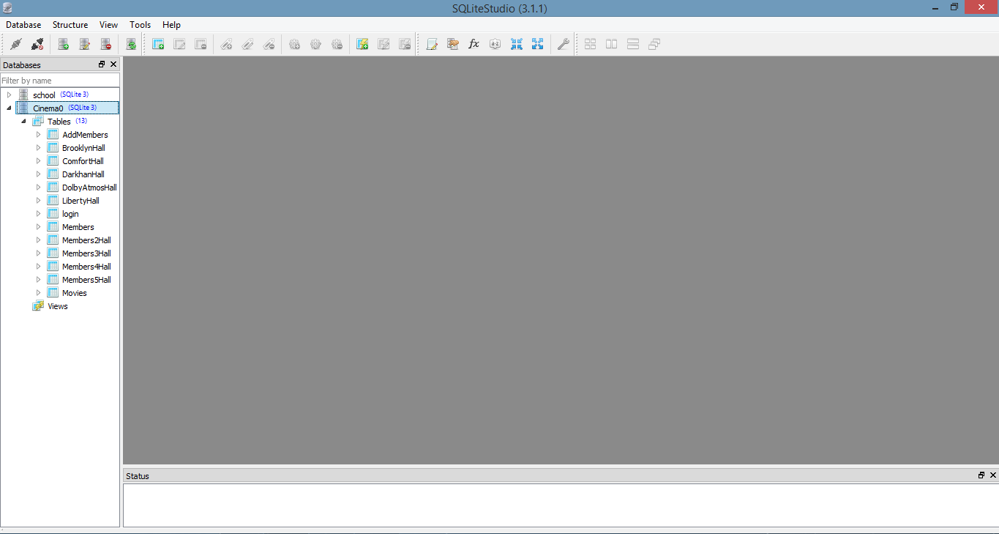 SQLiteStudio (3.1.1)
Database Structure View Tools Help
Databases
Filter by name
school (SQLite 3)
Cinema0 (SQLite 3)
Tables (13)
AddMembers
BrooklynHall
ComfortHall
DarkhanHall
DolbyAtmosHall
LibertyHall
login
Members
Members2Hall
Members3Hall
Members4Hall
Members5Hall
Movies
Views
Status